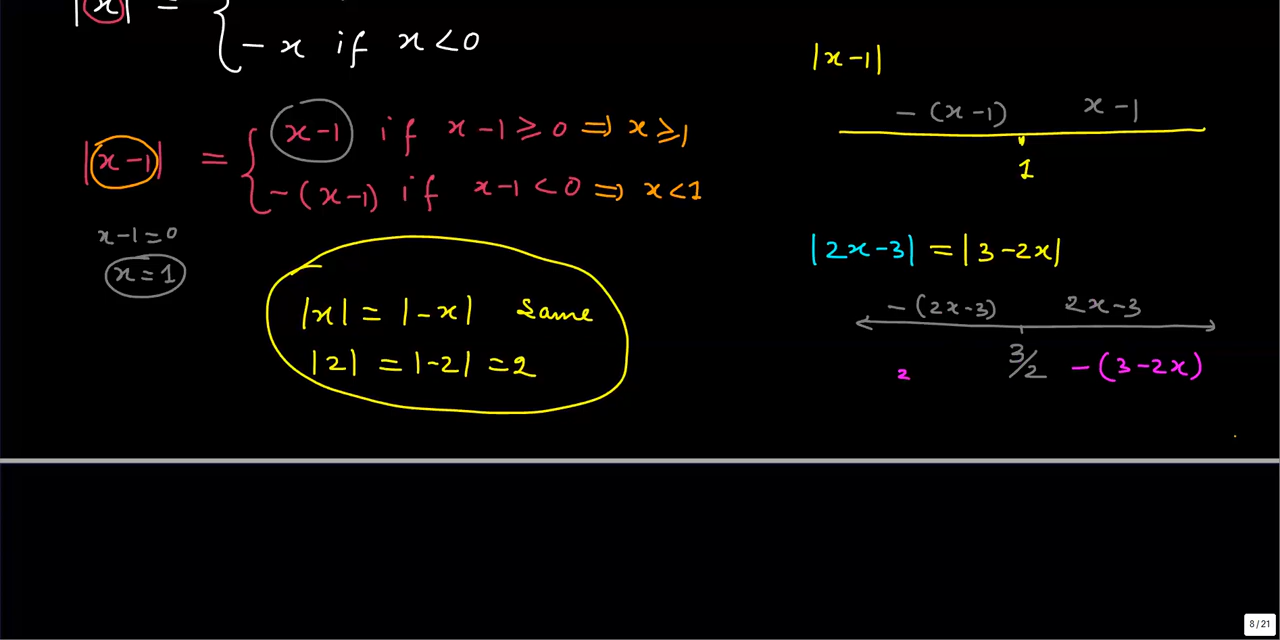 |x| =
- x if x < 0
|x-1| = { x-1 if x-1 ≥ 0 ⇒ x ≥ 1
-(x-1) if x-1 < 0 ⇒ x < 1
x-1=0
x=1
|x| = |-x| same
|2| = |-2| = 2
|x-1|
-(x-1) x-1
1
|2x-3| = |3-2x|
-(2x-3) 2x-3
3/2 -(3-2x)
8 / 21